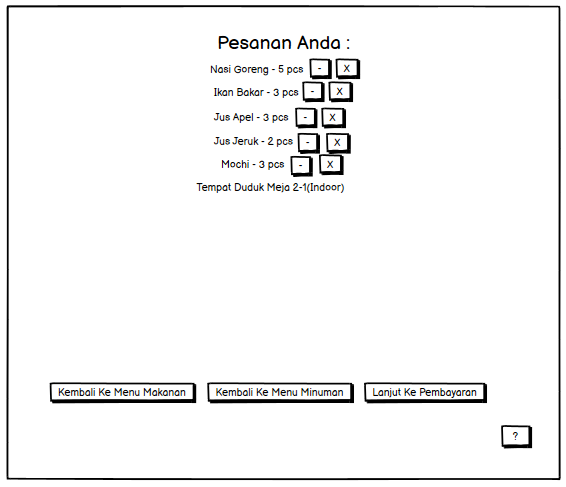 Pesanan Anda :
Nasi Goreng - 5 pcs - X
Ikan Bakar - 3 pcs - X
Jus Apel - 3 pcs - X
Jus Jeruk - 2 pcs - X
Mochi - 3 pcs - X
Tempat Duduk Meja 2-1(Indoor)
Kembali Ke Menu Makanan Kembali Ke Menu Minuman Lanjut Ke Pembayaran
?